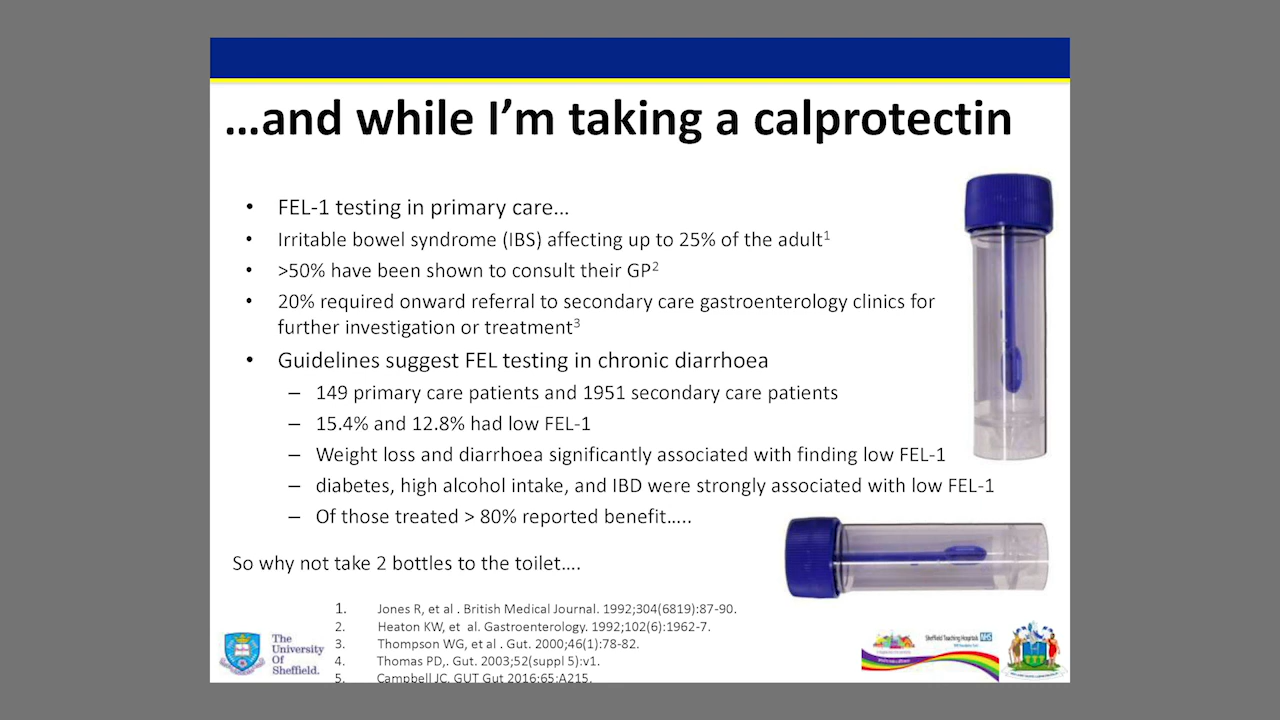 …and while I’m taking a calprotectin
• FEL-1 testing in primary care…
• Irritable bowel syndrome (IBS) affecting up to 25% of the adult1
• >50% have been shown to consult their GP2
• 20% required onward referral to secondary care gastroenterology clinics for
further investigation or treatment3
• Guidelines suggest FEL testing in chronic diarrhoea
– 149 primary care patients and 1951 secondary care patients
– 15.4% and 12.8% had low FEL-1
– Weight loss and diarrhoea significantly associated with finding low FEL-1
– diabetes, high alcohol intake, and IBD were strongly associated with low FEL-1
– Of those treated > 80% reported benefit…..
So why not take 2 bottles to the toilet….
1. Jones R, et al . British Medical Journal. 1992;304(6819):87-90.
2. Heaton KW, et al. Gastroenterology. 1992;102(6):1962-7.
3. Thompson WG, et al . Gut. 2000;46(1):78-82.
4. Thomas PD,. Gut. 2003;52(suppl 5):v1.
5. Campbell JC. GUT Gut 2016;65:A215.
The
University
Of
Sheffield.
Sheffield Teaching Hospitals NHS